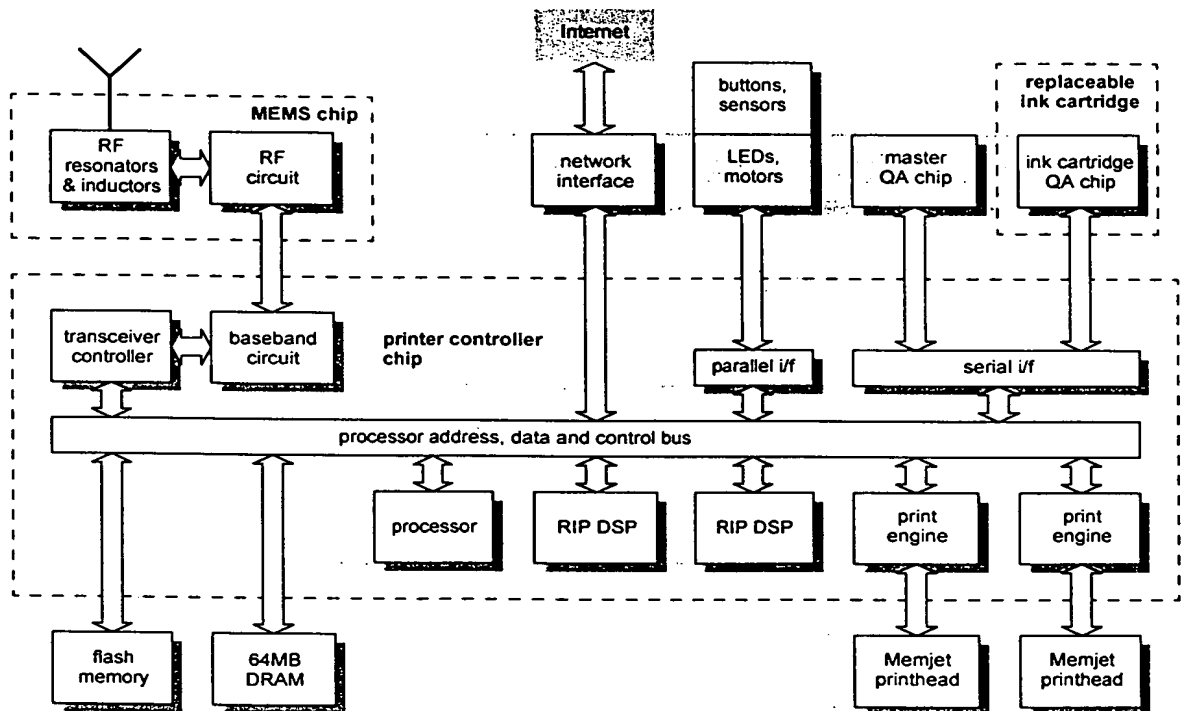 Internet
MEMS chip
RF
resonators
& inductors
RF
circuit
network
interface
buttons,
sensors
LEDs,
motors
master
QA chip
replaceable
ink cartridge
ink cartridge
QA chip
transceiver
controller
baseband
circuit
printer controller
chip
parallel i/f
serial i/f
processor address, data and control bus
processor
RIP DSP
RIP DSP
print
engine
print
engine
flash
memory
64MB
DRAM
Memjet
printhead
Memjet
printhead